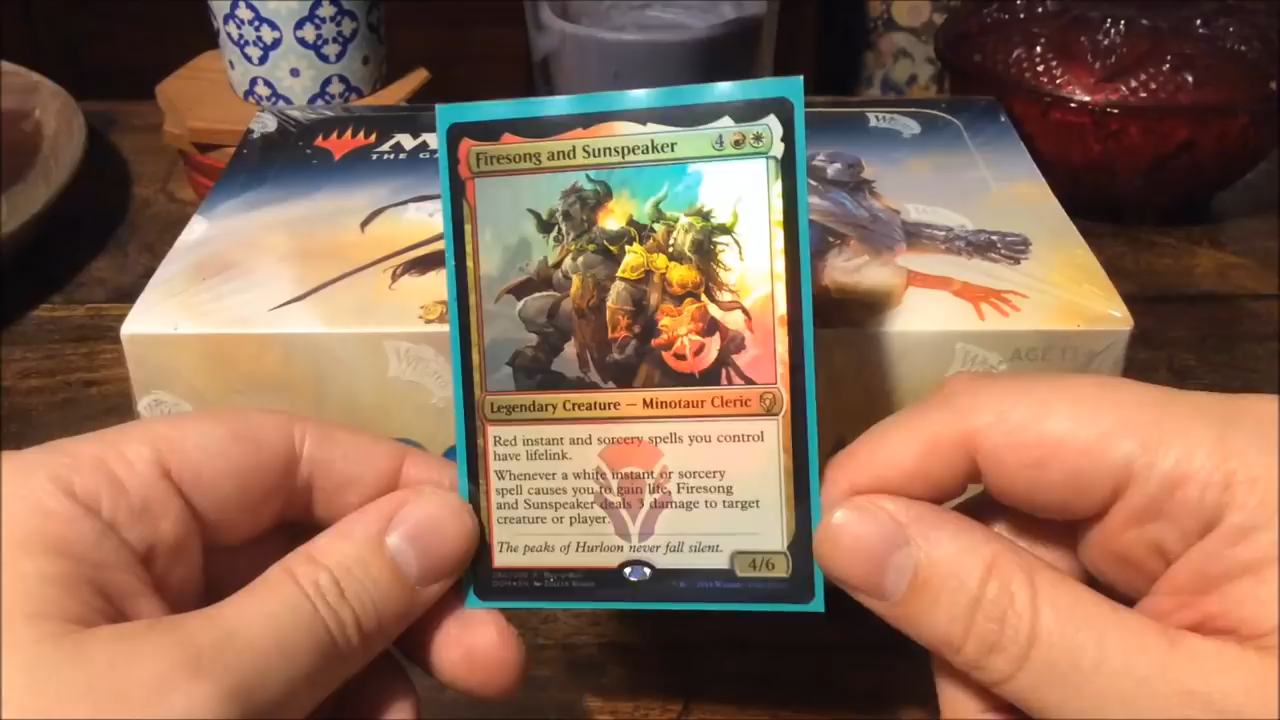 THE GA
Firesong and Sunspeaker 4
Legendary Creature — Minotaur Cleric
AGE 13
Red instant and sorcery spells you control
have lifelink.
Whenever a white instant or sorcery
spell causes you to gain life, Firesong
and Sunspeaker deals 3 damage to target
creature or player.
The peaks of Hurloon never fall silent.
4/6